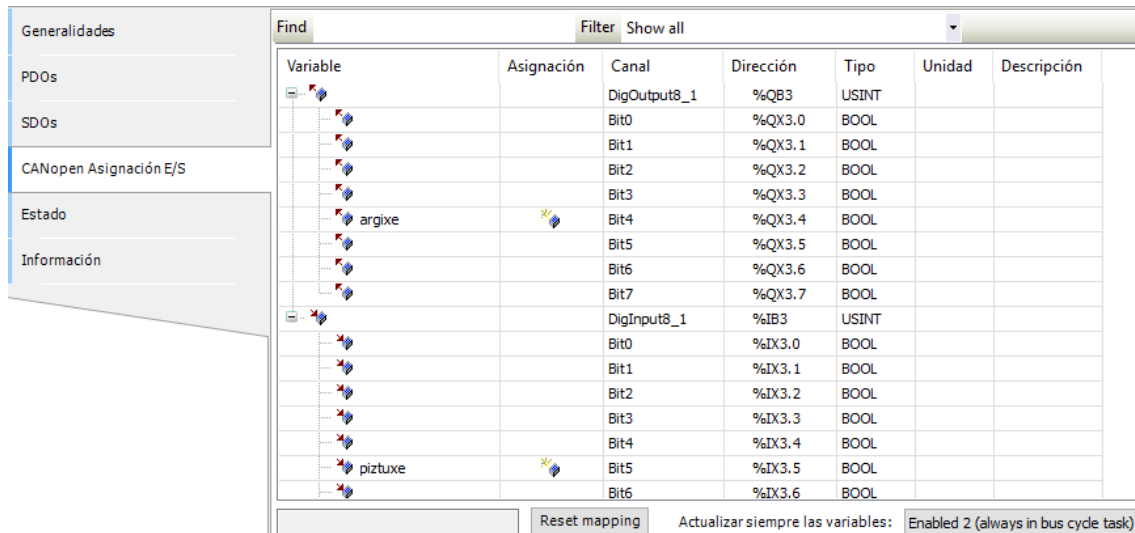 Generalidades
PDOs
SDOs
CANopen Asignación E/S
Estado
Información
Find Filter Show all
Variable Asignación Canal Dirección Tipo Unidad Descripción
DigOutput8_1 %QB3 USINT
Bit0 %QX3.0 BOOL
Bit1 %QX3.1 BOOL
Bit2 %QX3.2 BOOL
Bit3 %QX3.3 BOOL
argixe Bit4 %QX3.4 BOOL
Bit5 %QX3.5 BOOL
Bit6 %QX3.6 BOOL
Bit7 %QX3.7 BOOL
DigInput8_1 %IB3 USINT
Bit0 %IX3.0 BOOL
Bit1 %IX3.1 BOOL
Bit2 %IX3.2 BOOL
Bit3 %IX3.3 BOOL
Bit4 %IX3.4 BOOL
piztuxe Bit5 %IX3.5 BOOL
Bit6 %IX3.6 BOOL
Reset mapping Actualizar siempre las variables: Enabled 2 (always in bus cycle task)